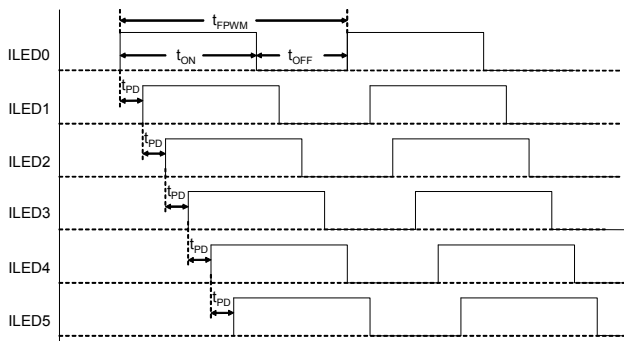 tFPWM
ILED0
tON
tOFF
tPD
ILED1
tPD
ILED2
tPD
ILED3
tPD
ILED4
tPD
ILED5